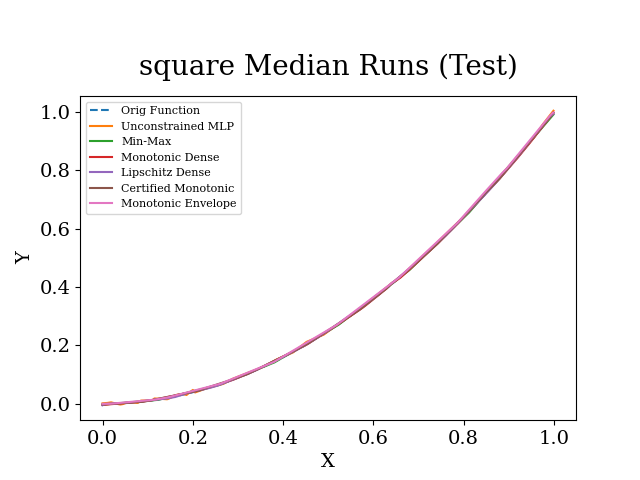 square Median Runs (Test)
Orig Function
Unconstrained MLP
Min-Max
Monotonic Dense
Lipschitz Dense
Certified Monotonic
Monotonic Envelope
Y
1.0
0.8
0.6
0.4
0.2
0.0
0.0 0.2 0.4 0.6 0.8 1.0
X